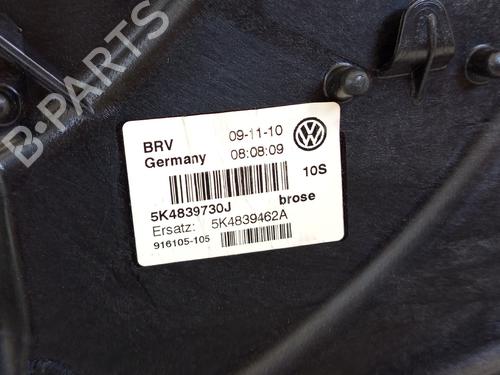 B-PARTS
BRV 09-11-10
Germany 08:08:09
10S
5K4839730J brose
Ersatz: 5K4839462A
916105-105